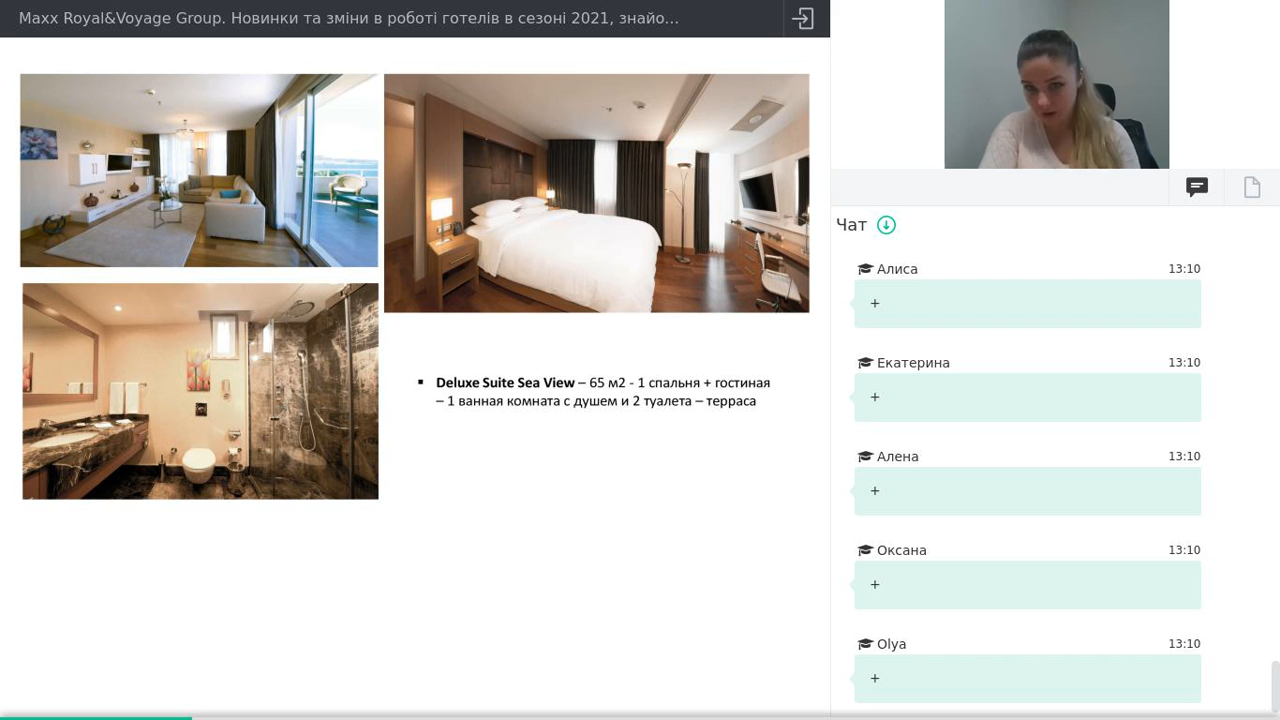 Maxx Royal&Voyage Group. Новинки та зміни в роботі готелів в сезоні 2021, знайо...
▪ Deluxe Suite Sea View – 65 м2 - 1 спальня + гостиная
– 1 ванная комната с душем и 2 туалета – терраса
Чат
Алиса 13:10
+
Екатерина 13:10
+
Алена 13:10
+
Оксана 13:10
+
Olya 13:10
+